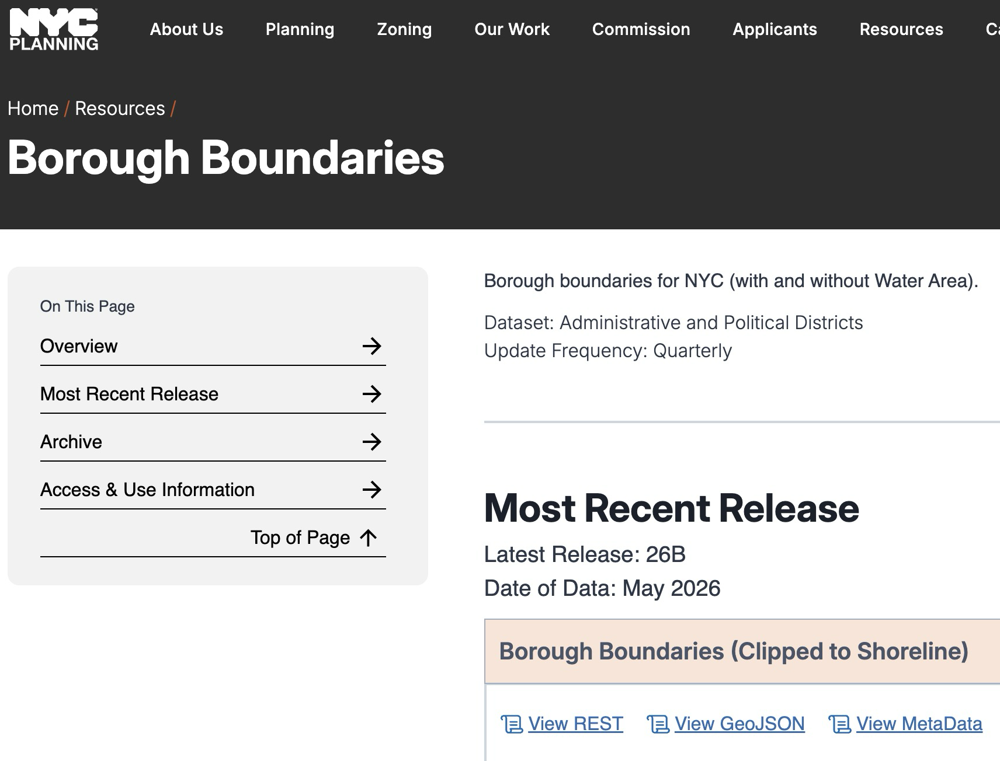 NYC
PLANNING
About Us Planning Zoning Our Work Commission Applicants Resources
Home / Resources /
Borough Boundaries
On This Page
Overview
Most Recent Release
Archive
Access & Use Information
Top of Page
Borough boundaries for NYC (with and without Water Area).
Dataset: Administrative and Political Districts
Update Frequency: Quarterly
Most Recent Release
Latest Release: 26B
Date of Data: May 2026
Borough Boundaries (Clipped to Shoreline)
View REST View GeoJSON View MetaData